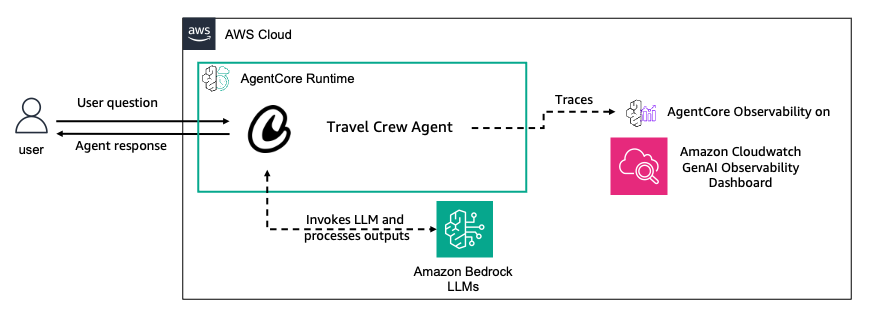 aws
AWS Cloud
AgentCore Runtime
User question
Traces
Travel Crew Agent
AgentCore Observability on
user
Agent response
Amazon Cloudwatch
GenAI Observability
Dashboard
Invokes LLM and
processes outputs
Amazon Bedrock
LLMs